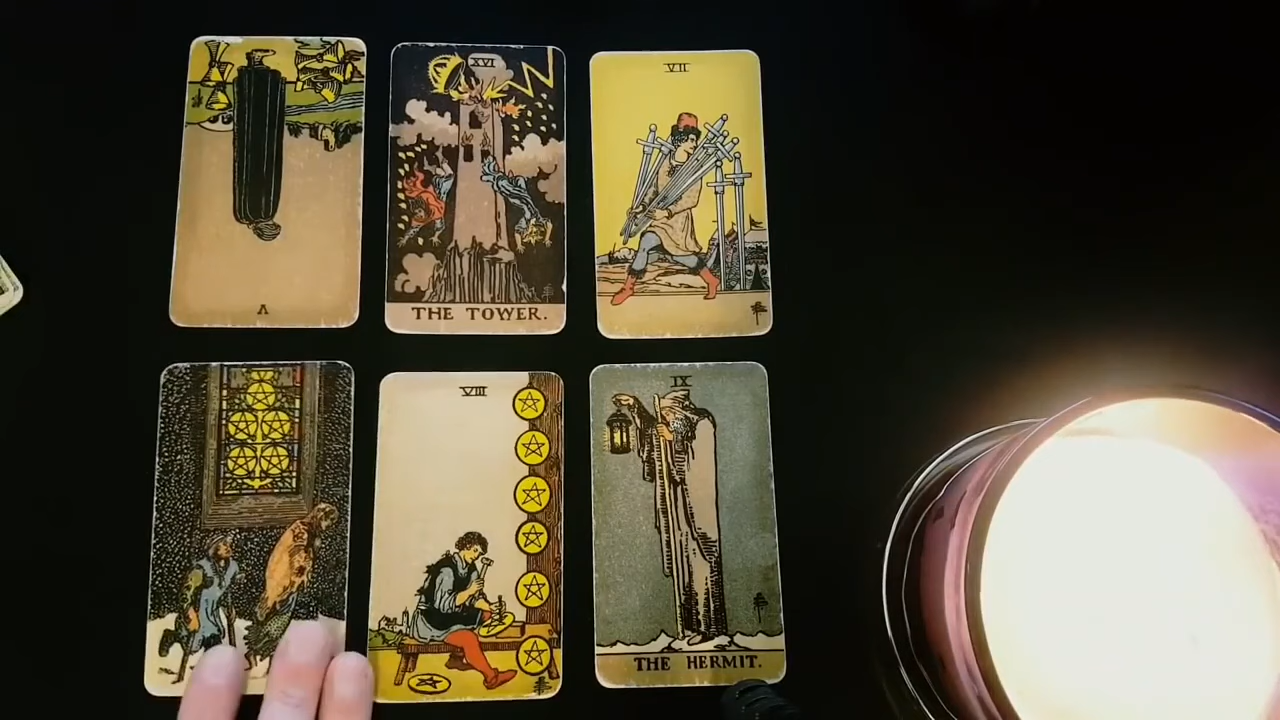 V
XVI
THE TOWER.
VII
VIII
IX
THE HERMIT.